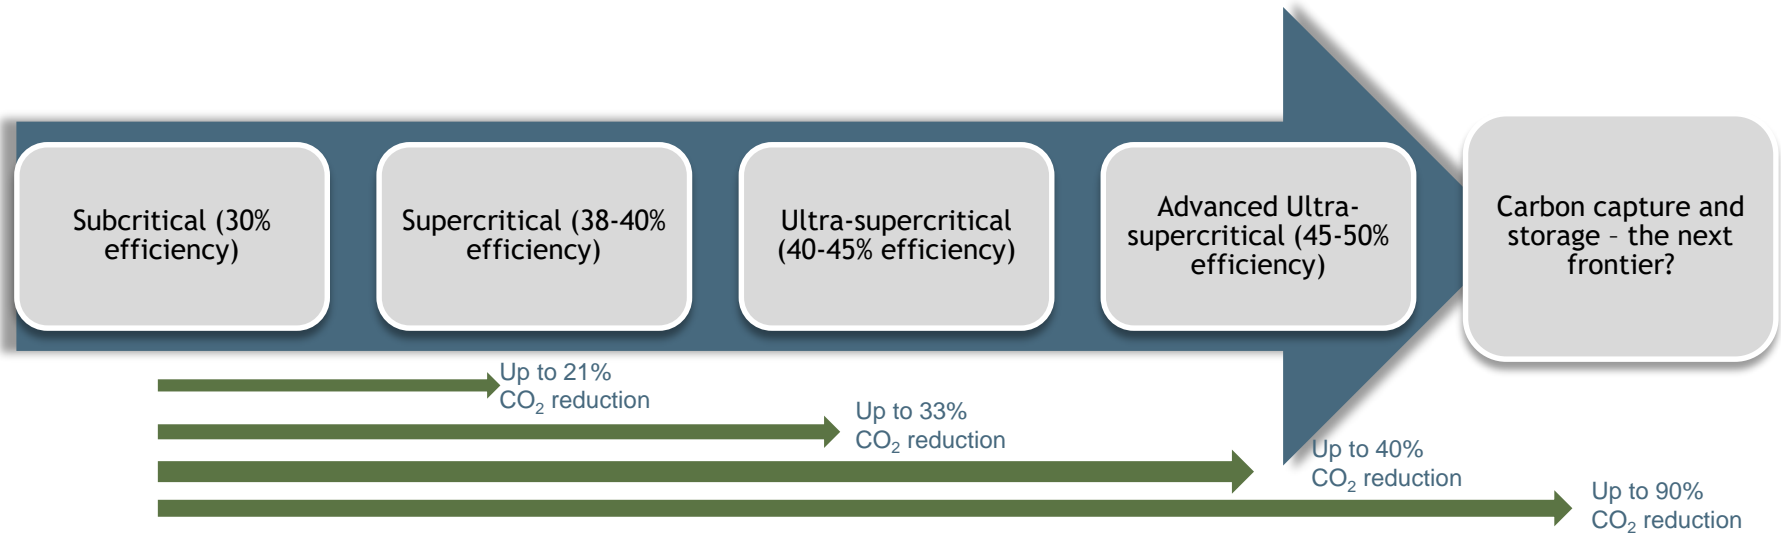 Subcritical (30%
efficiency)
Supercritical (38-40%
efficiency)
Ultra-supercritical
(40-45% efficiency)
Advanced Ultra-
supercritical (45-50%
efficiency)
Carbon capture and
storage – the next
frontier?
Up to 21%
CO₂ reduction
Up to 33%
CO₂ reduction
Up to 40%
CO₂ reduction
Up to 90%
CO₂ reduction